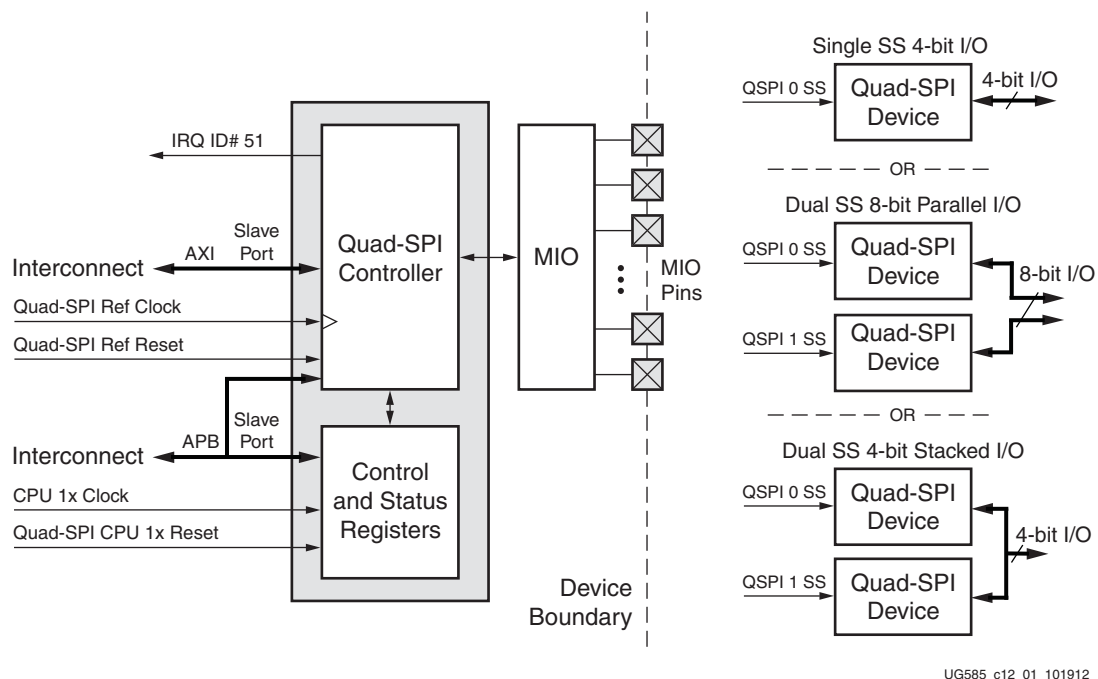 IRQ ID# 51
Slave
Port
AXI
Interconnect
Quad-SPI Ref Clock
Quad-SPI Ref Reset
Slave
Port
APB
Interconnect
CPU 1x Clock
Quad-SPI CPU 1x Reset
Quad-SPI
Controller
Control
and Status
Registers
MIO
MIO
Pins
Device
Boundary
Single SS 4-bit I/O
QSPI 0 SS
Quad-SPI
Device
4-bit I/O
OR
Dual SS 8-bit Parallel I/O
QSPI 0 SS
Quad-SPI
Device
8-bit I/O
QSPI 1 SS
Quad-SPI
Device
OR
Dual SS 4-bit Stacked I/O
QSPI 0 SS
Quad-SPI
Device
4-bit I/O
QSPI 1 SS
Quad-SPI
Device
UG585_c12_01_101912